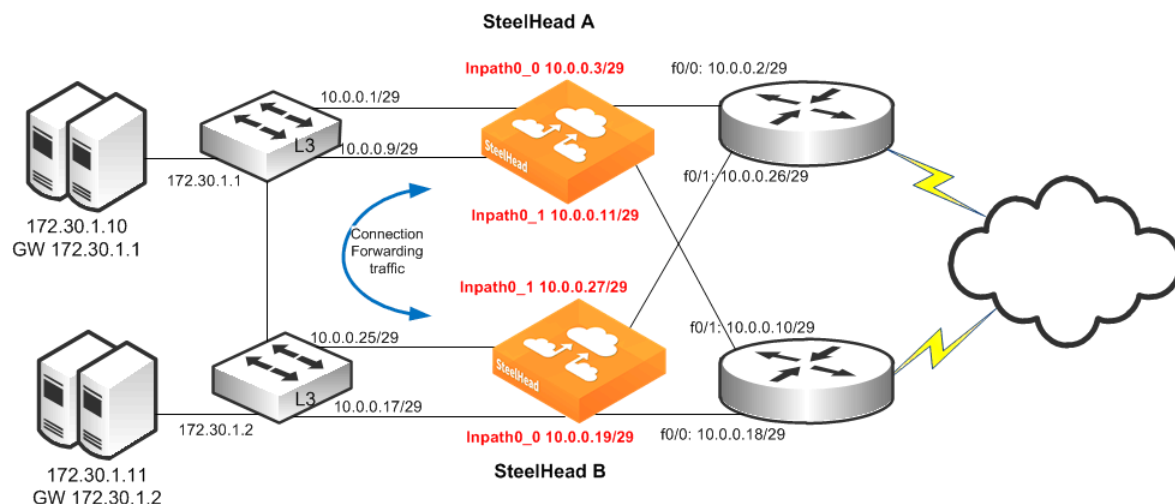 SteelHead A
Inpath0_0 10.0.0.3/29
f0/0: 10.0.0.2/29
10.0.0.1/29
L3
SteelHead
10.0.0.9/29
172.30.1.1
f0/1: 10.0.0.26/29
172.30.1.10
GW 172.30.1.1
Inpath0_1 10.0.0.11/29
Connection
Forwarding
traffic
Inpath0_1 10.0.0.27/29
10.0.0.25/29
f0/1: 10.0.0.10/29
SteelHead
L3
10.0.0.17/29
172.30.1.2
Inpath0_0 10.0.0.19/29
f0/0: 10.0.0.18/29
172.30.1.11
GW 172.30.1.2
SteelHead B